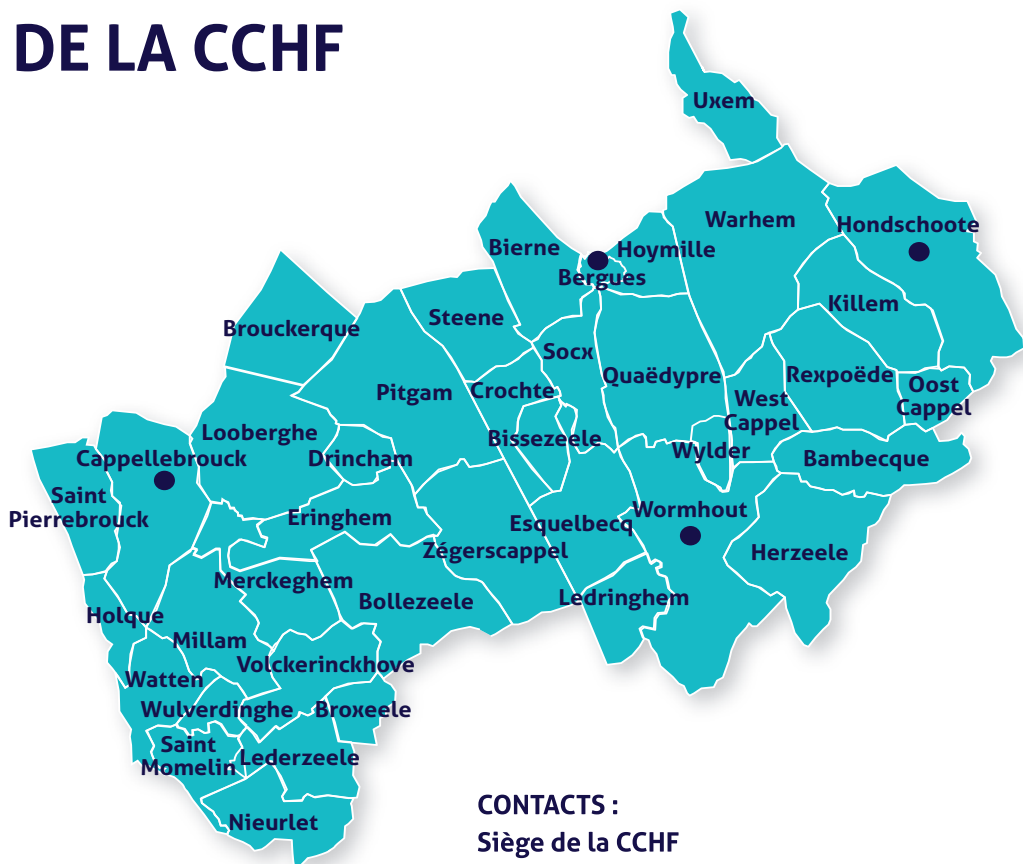 DE LA CCHF
Uxem
Warhem
Hondschoote
Bierne
Hoymille
Bergues
Killem
Steene
Brouckerque
Socx
Quaëdypre
Rexpoëde
Oost
Cappel
Pitgam
Crochte
West
Cappel
Looberghe
Bissezeele
Wylder
Drincham
Cappellebrouck
Bambecque
Saint
Pierrebrouck
Eringhem
Esquelbecq
Wormhout
Zégerscappel
Herzeele
Merckeghem
Bollezeele
Ledringhem
Holque
Millam
Volckerinckhove
Watten
Wulverdinghe
Broxeele
Saint
Momelin
Lederzeele
Nieurlet
CONTACTS :
Siège de la CCHF